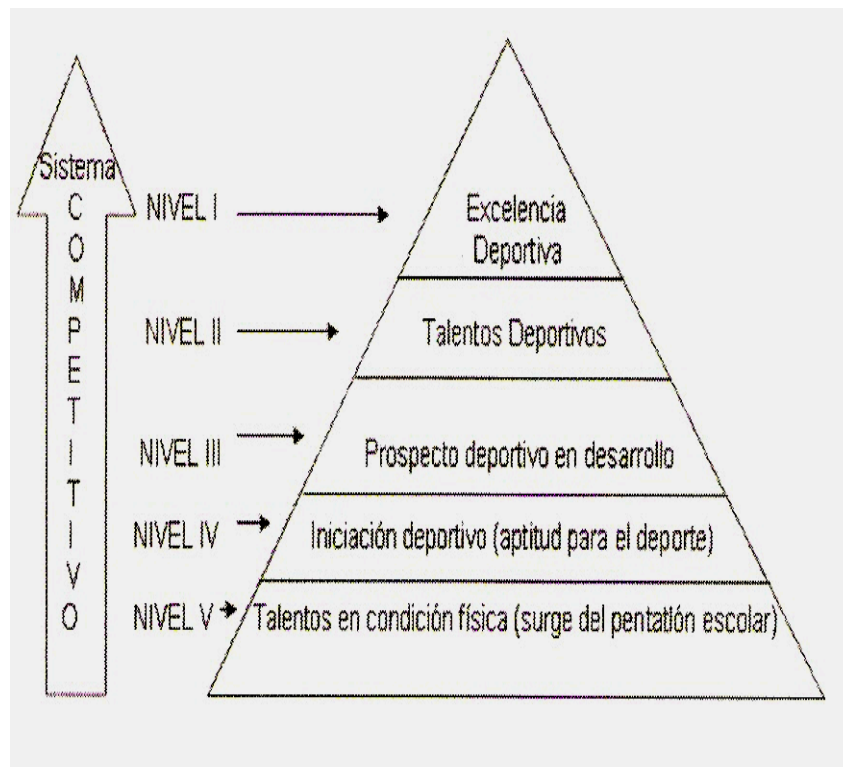 Sistema
COMPETITIVO
NIVEL I
Excelencia
Deportiva
NIVEL II
Talentos Deportivos
NIVEL III
Prospecto deportivo en desarrollo
NIVEL IV
Iniciación deportivo (aptitud para el deporte)
NIVEL V
Talentos en condición física (surge del pentatlón escolar)